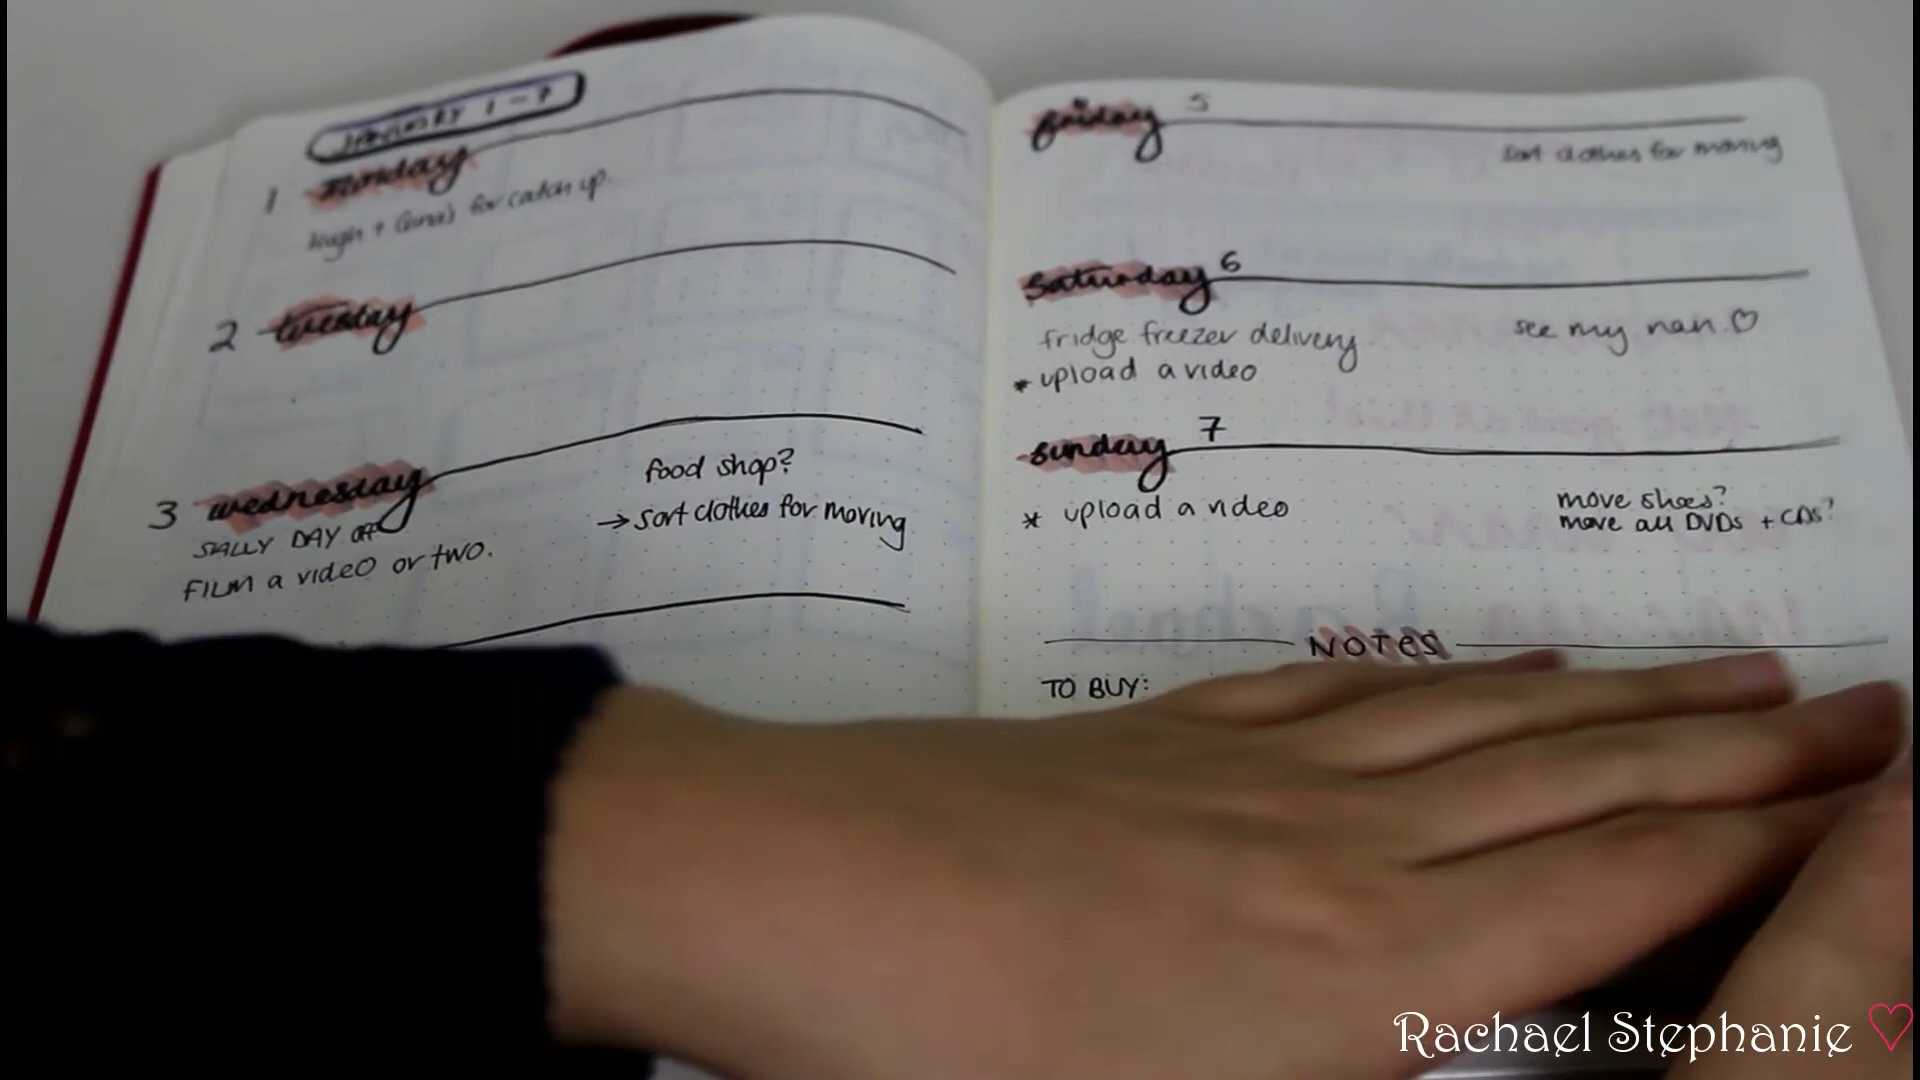 JANUARY 1-7
1 monday
Hugh + Gina's for catch up.
2 tuesday
3 wednesday
SALLY DAY OFF
FILM a video or two.
food shop?
→ sort clothes for moving
friday 5
sort clothes for moving
saturday 6
fridge freezer delivery
* upload a video
see my nan ♡
sunday 7
* upload a video
move shoes?
move all DVDs + CDs?
NOTES
TO BUY:
Rachael Stephanie ♡